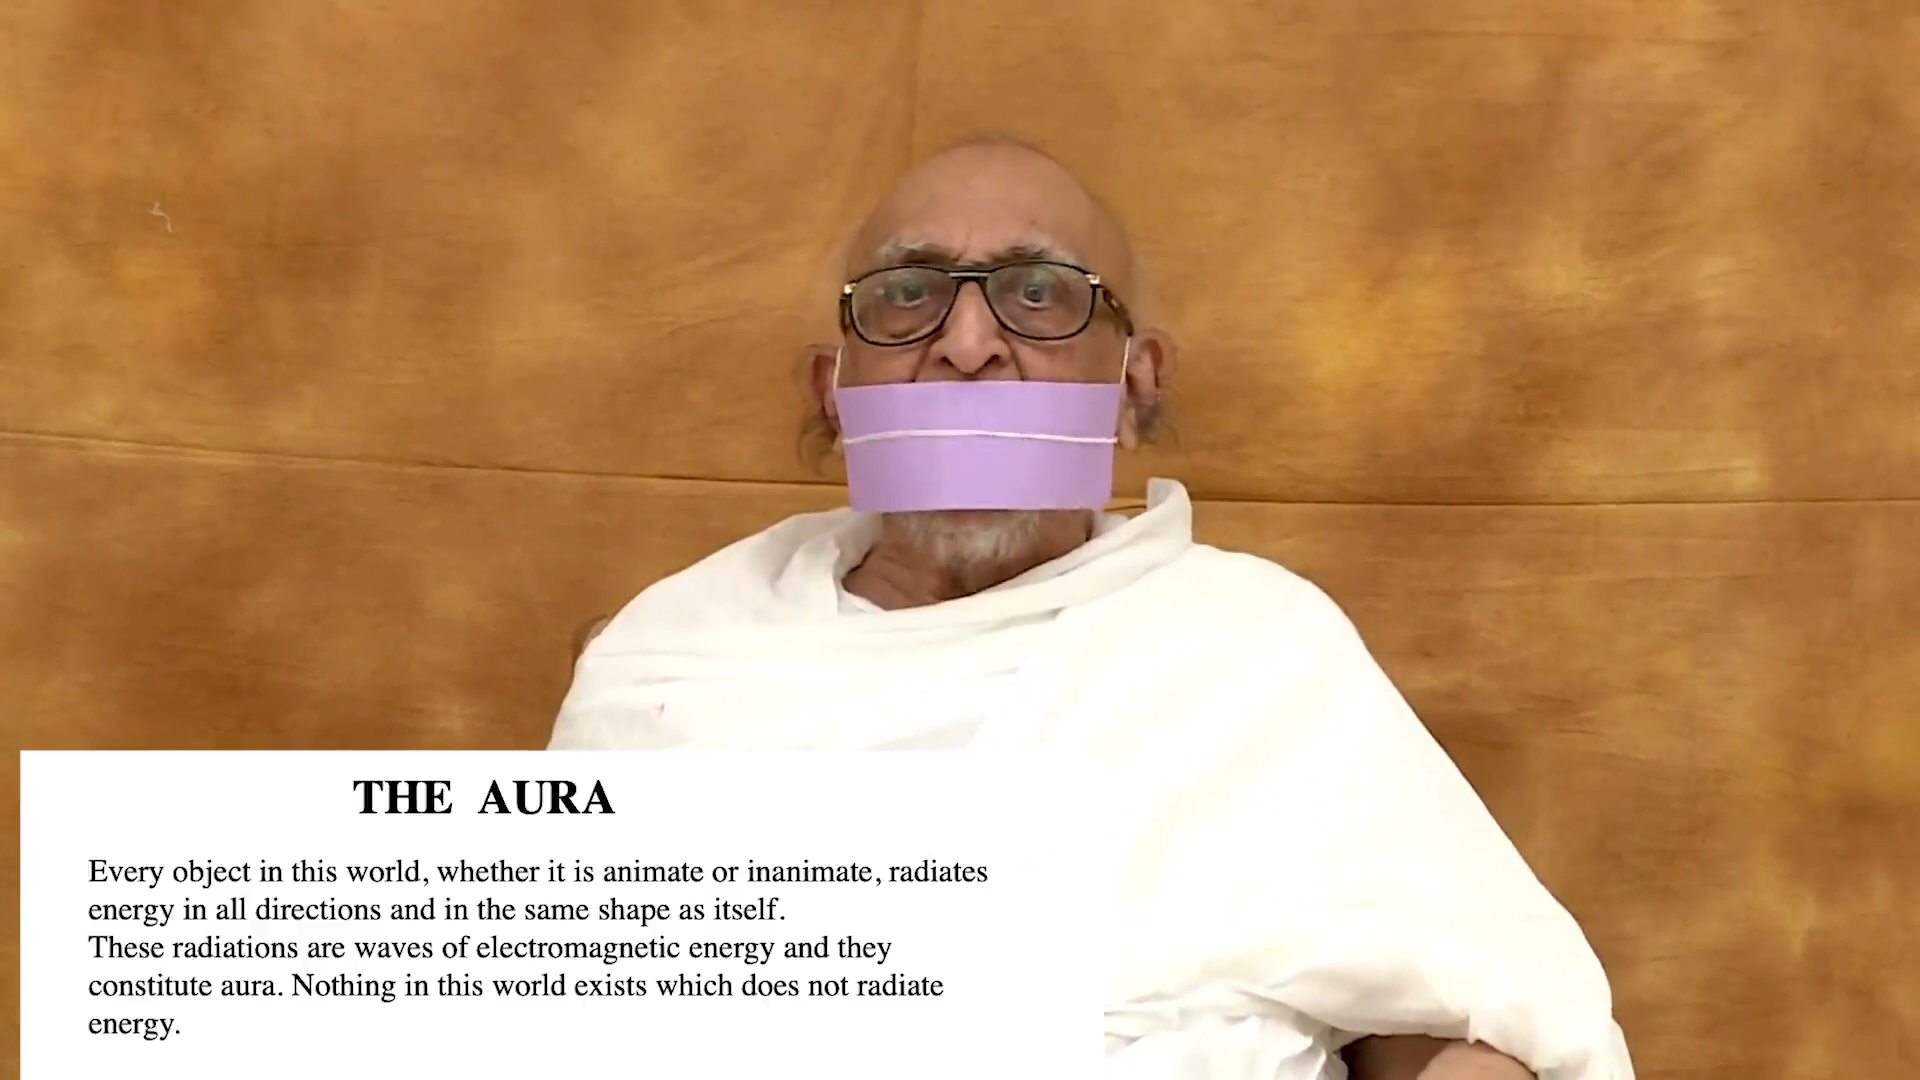 THE AURA
Every object in this world, whether it is animate or inanimate, radiates
energy in all directions and in the same shape as itself.
These radiations are waves of electromagnetic energy and they
constitute aura. Nothing in this world exists which does not radiate
energy.